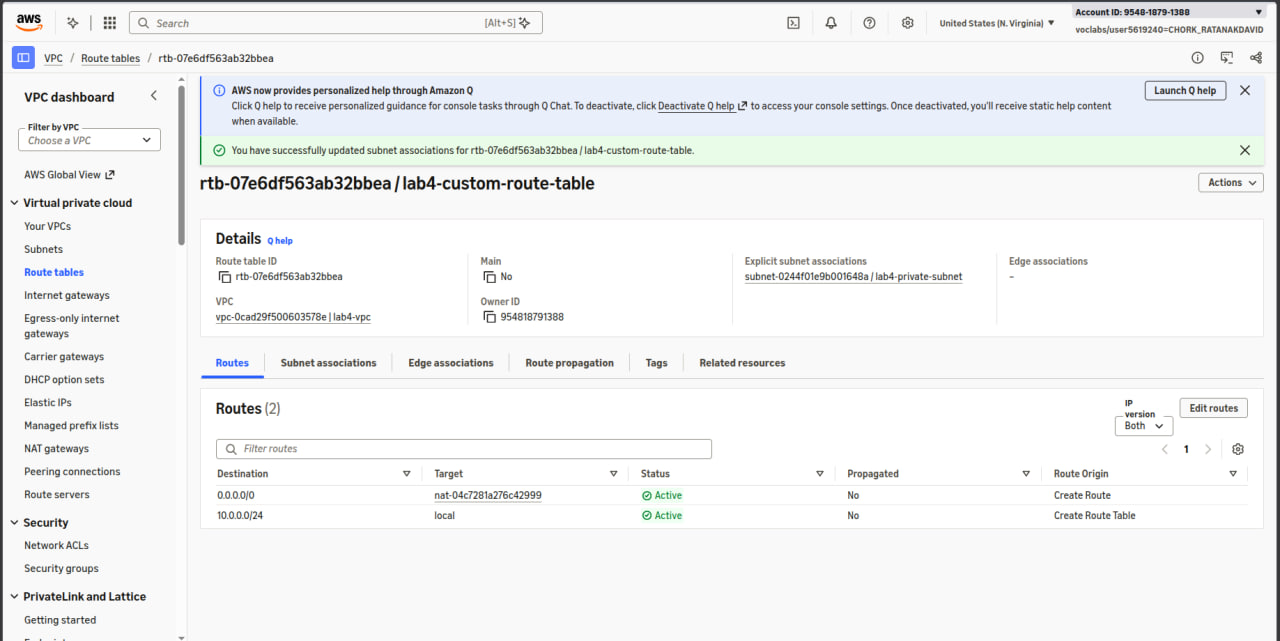 aws
Search
[Alt+S]
United States (N. Virginia)
Account ID: 9548-1879-1388
voclabs/user5619240=CHORK_RATANAKDAVID
VPC / Route tables / rtb-07e6df563ab32bbea
VPC dashboard
Filter by VPC
Choose a VPC
AWS Global View
Virtual private cloud
Your VPCs
Subnets
Route tables
Internet gateways
Egress-only internet
gateways
Carrier gateways
DHCP option sets
Elastic IPs
Managed prefix lists
NAT gateways
Peering connections
Route servers
Security
Network ACLs
Security groups
PrivateLink and Lattice
Getting started
AWS now provides personalized help through Amazon Q
Click Q help to receive personalized guidance for console tasks through Q Chat. To deactivate, click Deactivate Q help to access your console settings. Once deactivated, you'll receive static help content
when available.
Launch Q help
You have successfully updated subnet associations for rtb-07e6df563ab32bbea / lab4-custom-route-table.
rtb-07e6df563ab32bbea / lab4-custom-route-table
Actions
Details Q help
Route table ID
rtb-07e6df563ab32bbea
Main
No
Explicit subnet associations
subnet-0244f01e9b001648a / lab4-private-subnet
Edge associations
–
VPC
vpc-0cad29f500603578e | lab4-vpc
Owner ID
954818791388
Routes
Subnet associations
Edge associations
Route propagation
Tags
Related resources
Routes (2)
IP
version
Both
Edit routes
Filter routes
1
Destination Target Status Propagated Route Origin
0.0.0.0/0 nat-04c7281a276c42999 Active No Create Route
10.0.0.0/24 local Active No Create Route Table